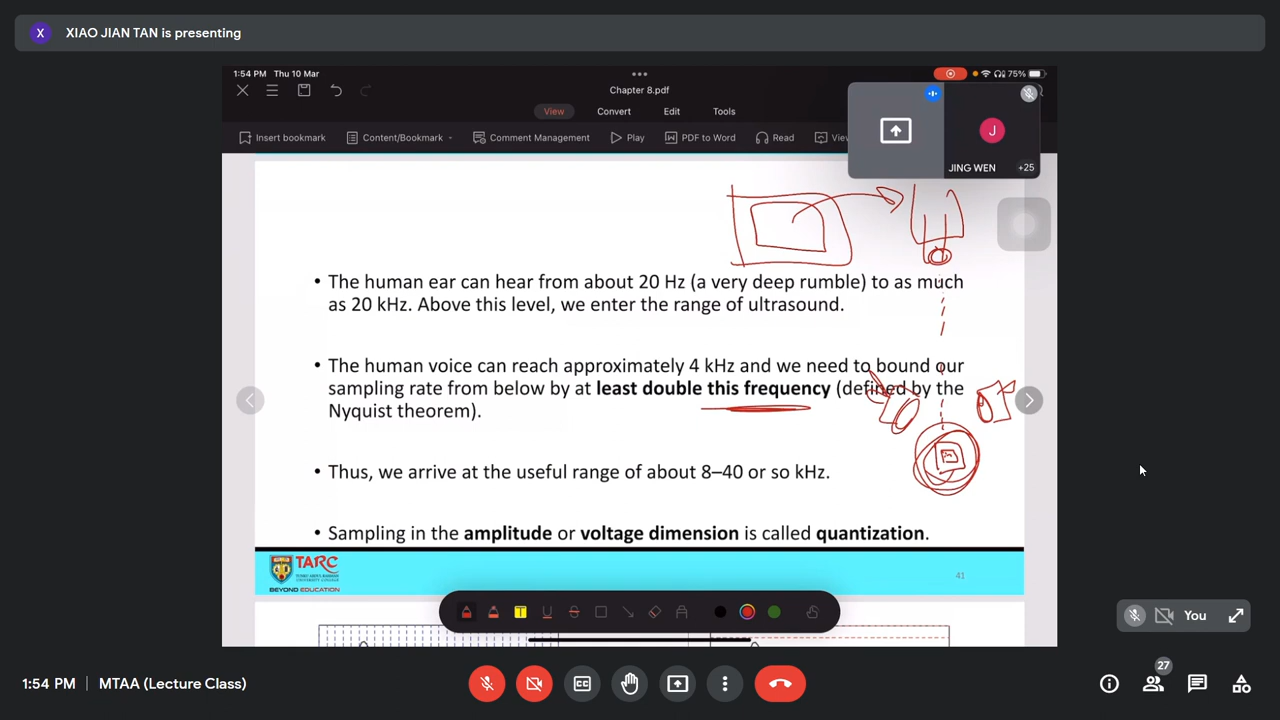 X XIAO JIAN TAN is presenting
1:54 PM Thu 10 Mar
75%
Chapter 8.pdf
View Convert Edit Tools
Insert bookmark Content/Bookmark Comment Management Play PDF to Word Read
J
JING WEN +25
• The human ear can hear from about 20 Hz (a very deep rumble) to as much
as 20 kHz. Above this level, we enter the range of ultrasound.
• The human voice can reach approximately 4 kHz and we need to bound our
sampling rate from below by at least double this frequency (defined by the
Nyquist theorem).
• Thus, we arrive at the useful range of about 8–40 or so kHz.
• Sampling in the amplitude or voltage dimension is called quantization.
TARC
BEYOND EDUCATION
41
T
You
1:54 PM MTAA (Lecture Class)
CC
27